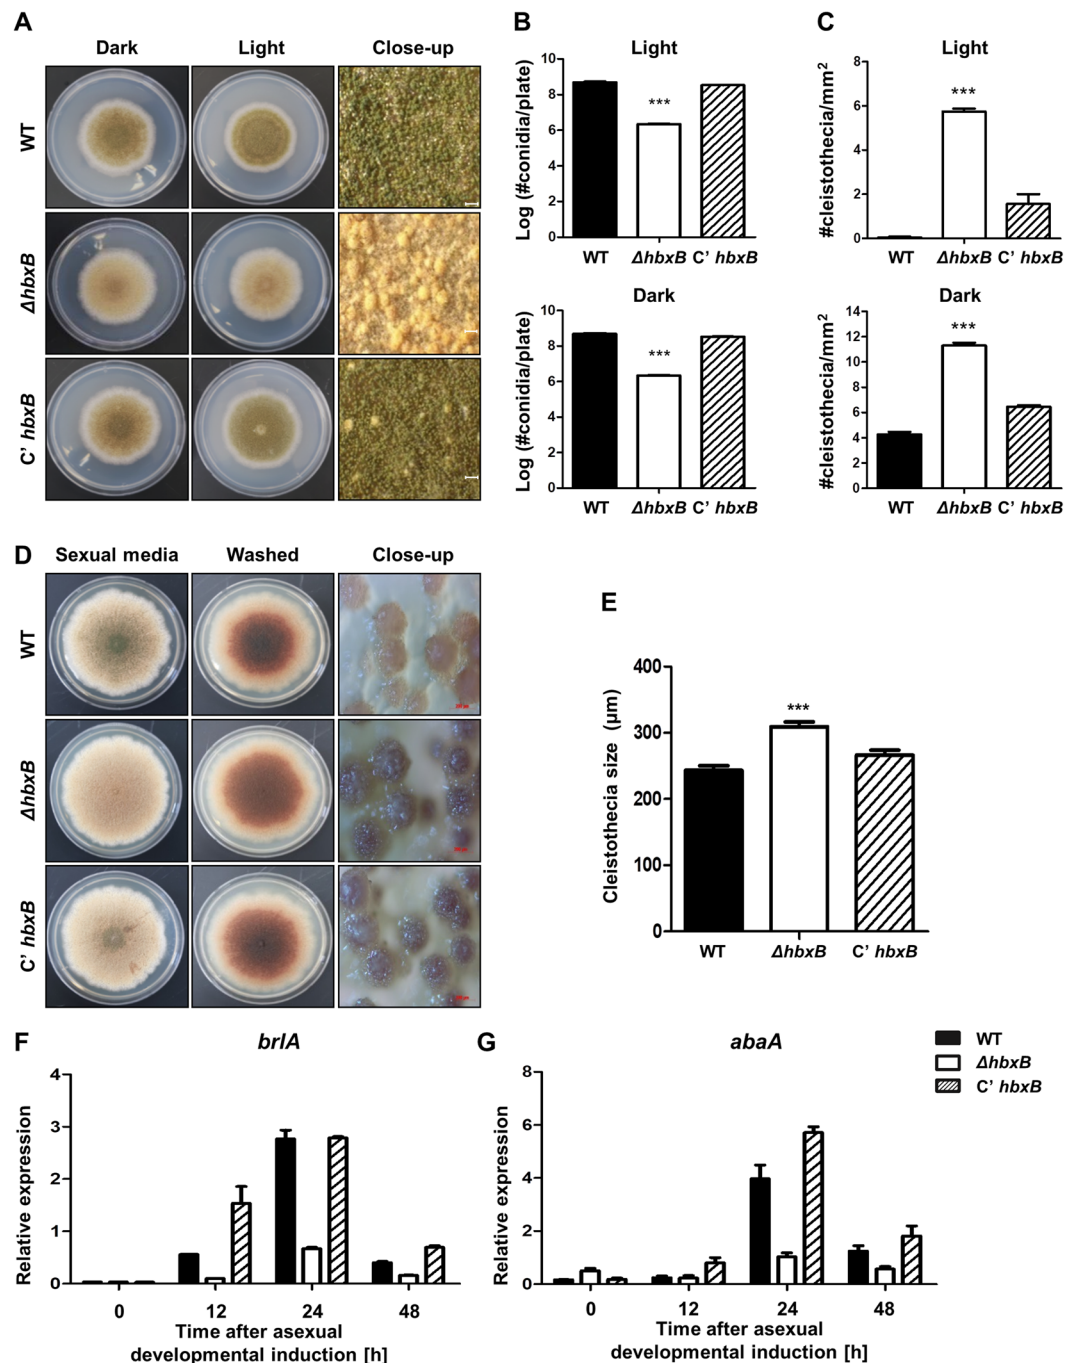 A
Dark Light Close-up
WT
ΔhbxB
C' hbxB
B
Light
Log (#conidia/plate)
10
8
6
4
2
0
***
WT ΔhbxB C' hbxB
Dark
Log (#conidia/plate)
10
8
6
4
2
0
***
WT ΔhbxB C' hbxB
C
Light
#cleistothecia/mm²
8
6
4
2
0
***
WT ΔhbxB C' hbxB
Dark
#cleistothecia/mm²
14
12
10
8
6
4
2
0
***
WT ΔhbxB C' hbxB
D
Sexual media Washed Close-up
WT
ΔhbxB
C' hbxB
E
Cleistothecia size (μm)
400
300
200
100
0
***
WT ΔhbxB C' hbxB
F
brlA
Relative expression
4
3
2
1
0
0 12 24 48
Time after asexual
developmental induction [h]
G
abaA
Relative expression
8
6
4
2
0
0 12 24 48
Time after asexual
developmental induction [h]
WT
ΔhbxB
C' hbxB